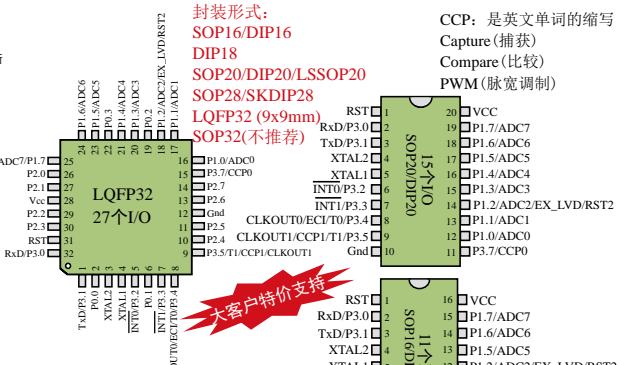 封装形式：
SOP16/DIP16
DIP18
SOP20/DIP20/LSSOP20
SOP28/SKDIP28
LQFP32 (9x9mm)
SOP32(不推荐)
CCP：是英文单词的缩写
Capture(捕获)
Compare(比较)
PWM(脉宽调制)
P1.6/ADC6
P1.5/ADC5
P0.3
P1.4/ADC4
P1.3/ADC3
P0.2
P1.2/ADC2/EX_LVD/RST2
P1.1/ADC1
24 23 22 21 20 19 18 17
ADC7/P1.7 25
P2.0 26
P2.1 27
Vcc 28
P2.2 29
P2.3 30
RST 31
RxD/P3.0 32
LQFP32
27个I/O
16 P1.0/ADC0
15 P3.7/CCP0
14 P2.7
13 P2.6
12 Gnd
11 P2.5
10 P2.4
9 P3.5/T1/CCP1/CLKOUT1
1 2 3 4 5 6 7 8
TxD/P3.1
P0.0
XTAL2
XTAL1
INT0/P3.2
P0.1
INT1/P3.3
OUT0/ECI/T0/P3.4
大客户特价支持
RST 1
RxD/P3.0 2
TxD/P3.1 3
XTAL2 4
XTAL1 5
INT0/P3.2 6
INT1/P3.3 7
CLKOUT0/ECI/T0/P3.4 8
CLKOUT1/CCP1/T1/P3.5 9
Gnd 10
SOP20/DIP20
15个I/O
20 VCC
19 P1.7/ADC7
18 P1.6/ADC6
17 P1.5/ADC5
16 P1.4/ADC4
15 P1.3/ADC3
14 P1.2/ADC2/EX_LVD/RST2
13 P1.1/ADC1
12 P1.0/ADC0
11 P3.7/CCP0
RST 1
RxD/P3.0 2
TxD/P3.1 3
XTAL2 4
SOP16/DI
11个
16 VCC
15 P1.7/ADC7
14 P1.6/ADC6
13 P1.5/ADC5